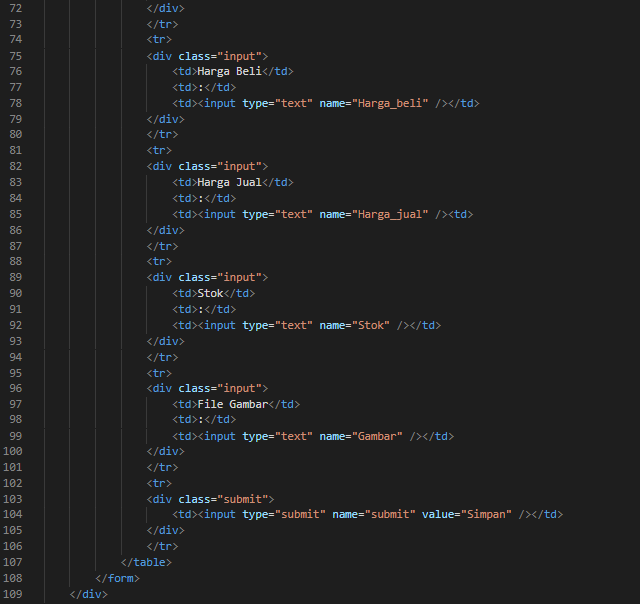 72 </div>
73 </tr>
74 <tr>
75 <div class="input">
76 <td>Harga Beli</td>
77 <td>:</td>
78 <td><input type="text" name="Harga_beli" /></td>
79 </div>
80 </tr>
81 <tr>
82 <div class="input">
83 <td>Harga Jual</td>
84 <td>:</td>
85 <td><input type="text" name="Harga_jual" /><td>
86 </div>
87 </tr>
88 <tr>
89 <div class="input">
90 <td>Stok</td>
91 <td>:</td>
92 <td><input type="text" name="Stok" /></td>
93 </div>
94 </tr>
95 <tr>
96 <div class="input">
97 <td>File Gambar</td>
98 <td>:</td>
99 <td><input type="text" name="Gambar" /></td>
100 </div>
101 </tr>
102 <tr>
103 <div class="submit">
104 <td><input type="submit" name="submit" value="Simpan" /></td>
105 </div>
106 </tr>
107 </table>
108 </form>
109 </div>